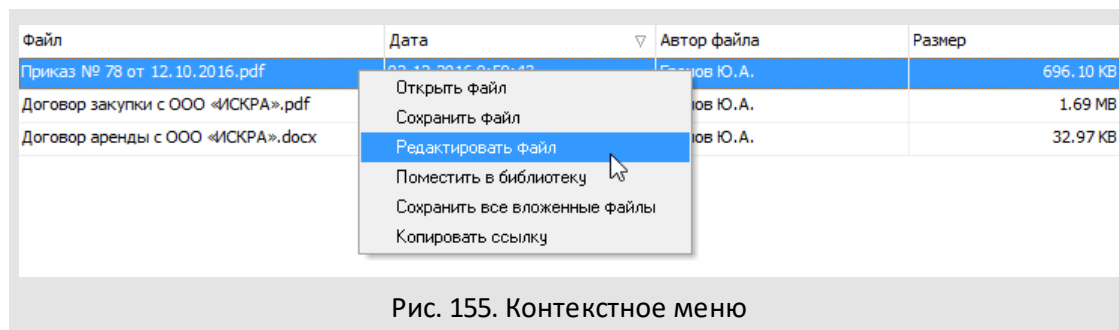 Файл Дата Автор файла Размер
Приказ № 78 от 12.10.2016.pdf Ю.А. 696.10 KB
Открыть файл
Договор закупки с ООО «ИСКРА».pdf Ю.А. 1.69 MB
Сохранить файл
Договор аренды с ООО «ИСКРА».docx Ю.А. 32.97 KB
Редактировать файл
Поместить в библиотеку
Сохранить все вложенные файлы
Копировать ссылку
Рис. 155. Контекстное меню